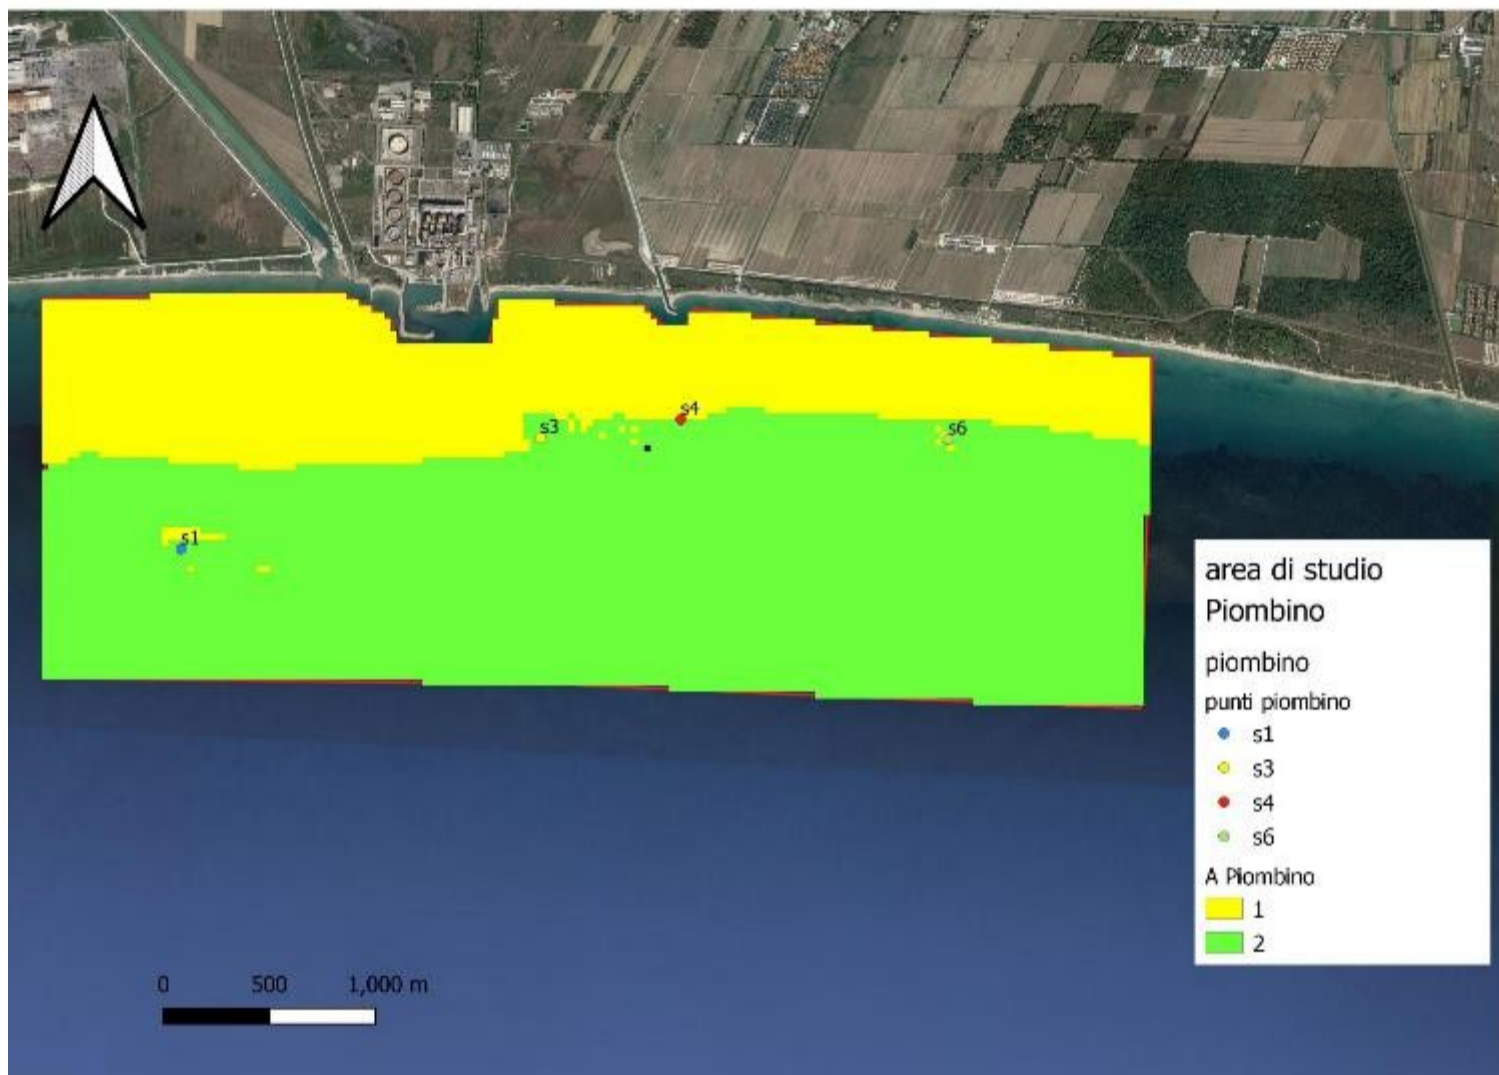 s4
s3
s6
s1
area di studio
Piombino
piombino
punti piombino
s1
s3
s4
s6
A Piombino
1
2
0 500 1,000 m